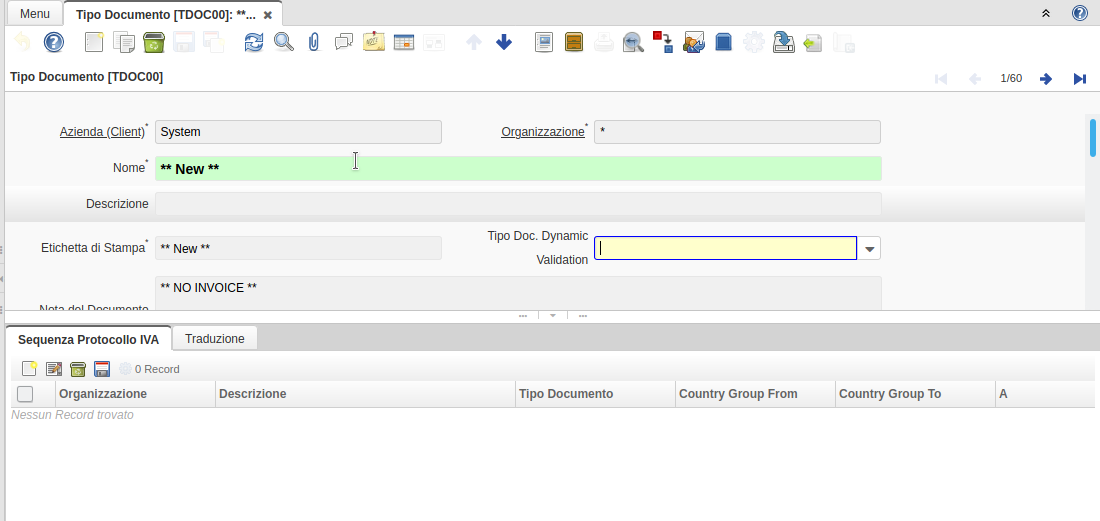 Menu
Tipo Documento [TDOC00]: **...
Tipo Documento [TDOC00]
1/60
Azienda (Client)* System Organizzazione* *
Nome* ** New **
Descrizione
Etichetta di Stampa* ** New ** Tipo Doc. Dynamic
Validation
** NO INVOICE **
Nota del Documento
Sequenza Protocollo IVA Traduzione
0 Record
Organizzazione Descrizione Tipo Documento Country Group From Country Group To A
Nessun Record trovato